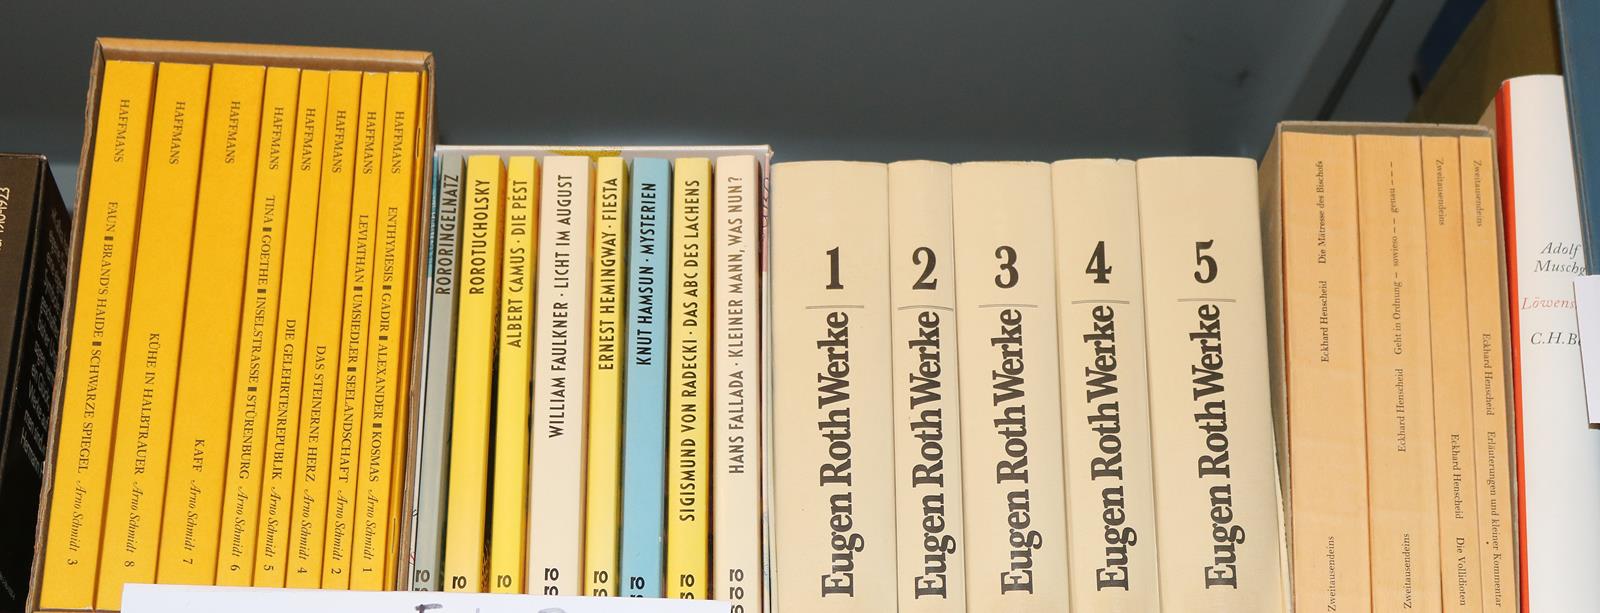 HAFFMANS FAUN ▮ BRAND'S HAIDE ▮ SCHWARZE SPIEGEL Arno Schmidt 3
HAFFMANS KÜHE IN HALBTRAUER Arno Schmidt 8
HAFFMANS KAFF Arno Schmidt 7
HAFFMANS TINA ▮ GOETHE ▮ INSELSTRASSE ▮ STÜRENBURG Arno Schmidt 6
HAFFMANS DIE GELEHRTENREPUBLIK Arno Schmidt 5
HAFFMANS DAS STEINERNE HERZ Arno Schmidt 4
HAFFMANS LEVIATHAN ▮ UMSIEDLER ▮ SEELANDSCHAFT Arno Schmidt 2
HAFFMANS ENTHYMESIS ▮ GADIR ▮ ALEXANDER ▮ KOSMAS Arno Schmidt 1
RORORINGELNATZ
ROROTUCHOLSKY
ALBERT CAMUS · DIE PEST
WILLIAM FAULKNER · LICHT IM AUGUST
ERNEST HEMINGWAY · FIESTA
KNUT HAMSUN · MYSTERIEN
SIGISMUND VON RADECKI · DAS ABC DES LACHENS
HANS FALLADA · KLEINER MANN, WAS NUN?
Eugen Roth Werke 1
Eugen Roth Werke 2
Eugen Roth Werke 3
Eugen Roth Werke 4
Eugen Roth Werke 5
Zweitausendeins Eckhard Henscheid Die Mätresse des Bischofs
Zweitausendeins Eckhard Henscheid Geht in Ordnung – sowieso – – genau – – –
Zweitausendeins Eckhard Henscheid Die Vollidioten
Zweitausendeins Eckhard Henscheid Erläuterungen und kleiner Kommentar
Adolf
Muschg
Löwens
C.H.B